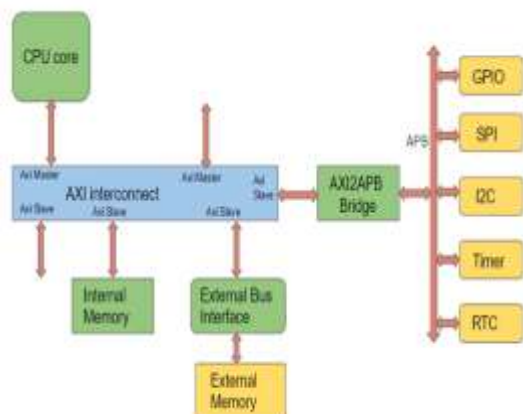 CPU core
GPIO
SPI
APB
Axi Master
Axi Master
AXI interconnect
Axi
Slave
AXI2APB
Bridge
I2C
Axi Slave
Axi Slave
Axi Slave
Timer
Internal
Memory
External Bus
Interface
RTC
External
Memory